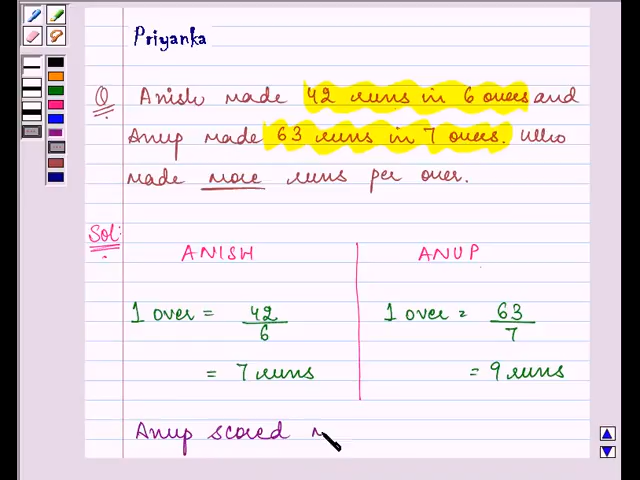 Priyanka
Q Anish made 42 runs in 6 overs and
Anup made 63 runs in 7 overs. Who
made more runs per over.
Sol:
ANISH ANUP
1 over = 42/6 1 over = 63/7
= 7 runs = 9 runs
Anup scored